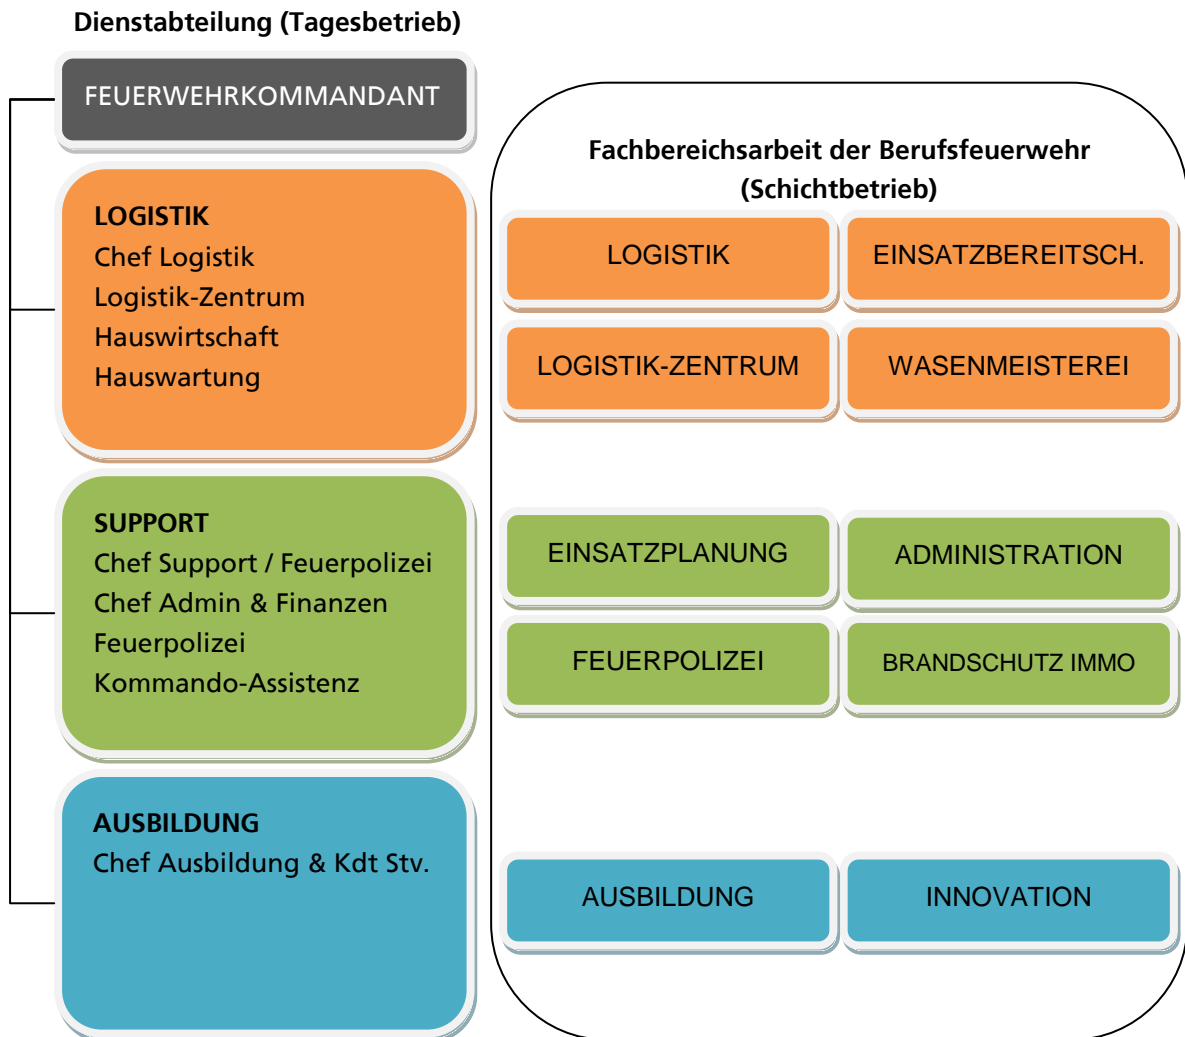 Dienstabteilung (Tagesbetrieb)
FEUERWEHRKOMMANDANT
LOGISTIK
Chef Logistik
Logistik-Zentrum
Hauswirtschaft
Hauswartung
SUPPORT
Chef Support / Feuerpolizei
Chef Admin & Finanzen
Feuerpolizei
Kommando-Assistenz
AUSBILDUNG
Chef Ausbildung & Kdt Stv.
Fachbereichsarbeit der Berufsfeuerwehr
(Schichtbetrieb)
LOGISTIK
EINSATZBEREITSCH.
LOGISTIK-ZENTRUM
WASENMEISTEREI
EINSATZPLANUNG
ADMINISTRATION
FEUERPOLIZEI
BRANDSCHUTZ IMMO
AUSBILDUNG
INNOVATION